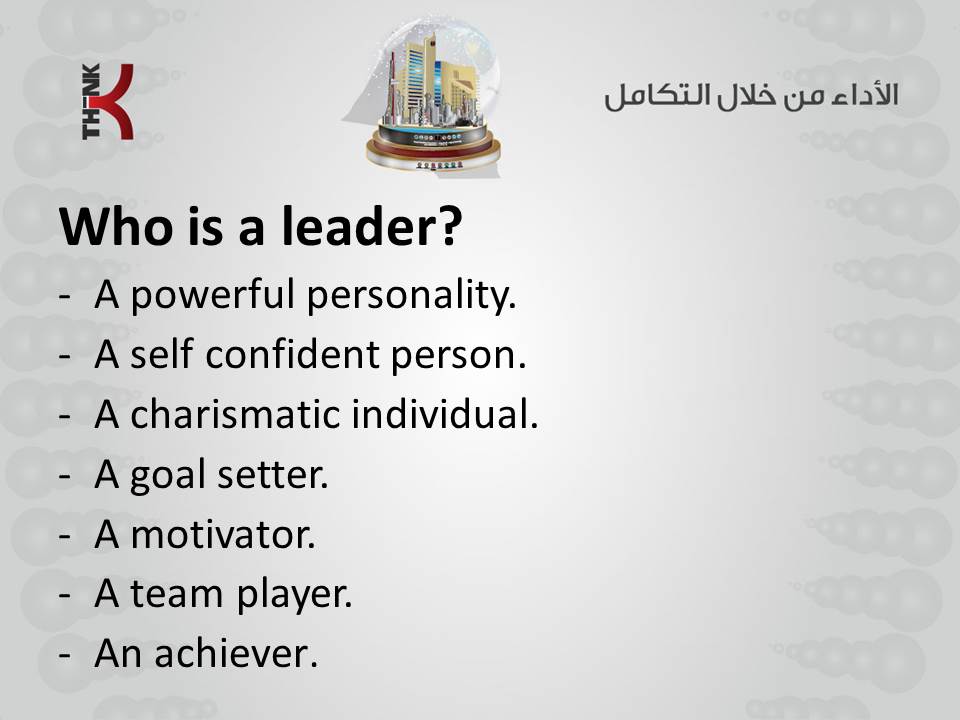 THINK
الأداء من خلال التكامل
Who is a leader?
- A powerful personality.
- A self confident person.
- A charismatic individual.
- A goal setter.
- A motivator.
- A team player.
- An achiever.